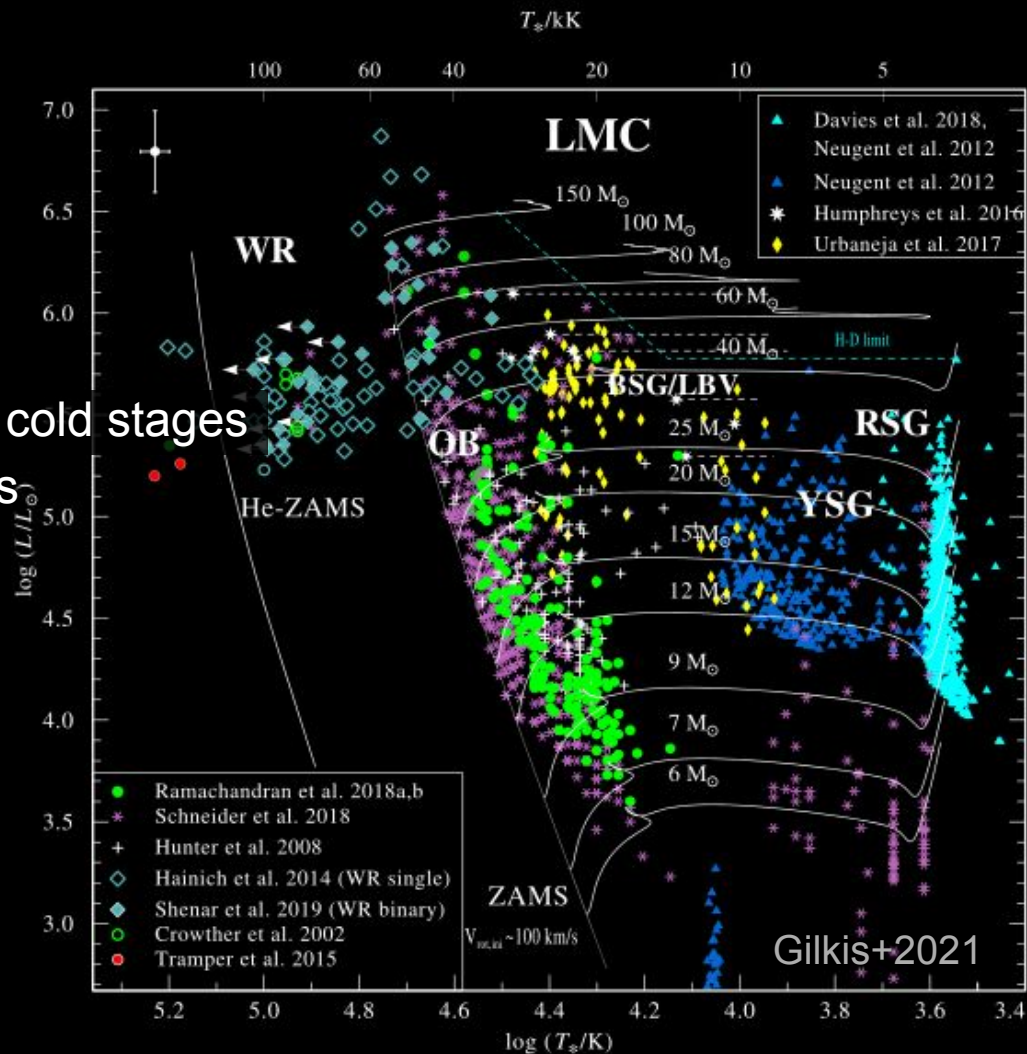 T*/kK
100 60 40 20 10 5
7.0
6.5
6.0
5.0
4.5
4.0
3.5
3.0
log (L/L⊙)
LMC
Davies et al. 2018,
Neugent et al. 2012
Neugent et al. 2012
Humphreys et al. 2016
Urbaneja et al. 2017
WR
150 M⊙
100 M⊙
80 M⊙
60 M⊙
H-D limit
40 M⊙
BSG/LBV
cold stages
s
OB
25 M⊙
RSG
20 M⊙
He-ZAMS
YSG
15 M⊙
12 M⊙
9 M⊙
7 M⊙
6 M⊙
Ramachandran et al. 2018a,b
Schneider et al. 2018
Hunter et al. 2008
Hainich et al. 2014 (WR single)
Shenar et al. 2019 (WR binary)
Crowther et al. 2002
Tramper et al. 2015
ZAMS
Vrot,ini ~100 km/s
Gilkis+2021
5.2 5.0 4.8 4.6 4.4 4.2 4.0 3.8 3.6 3.4
log (T*/K)